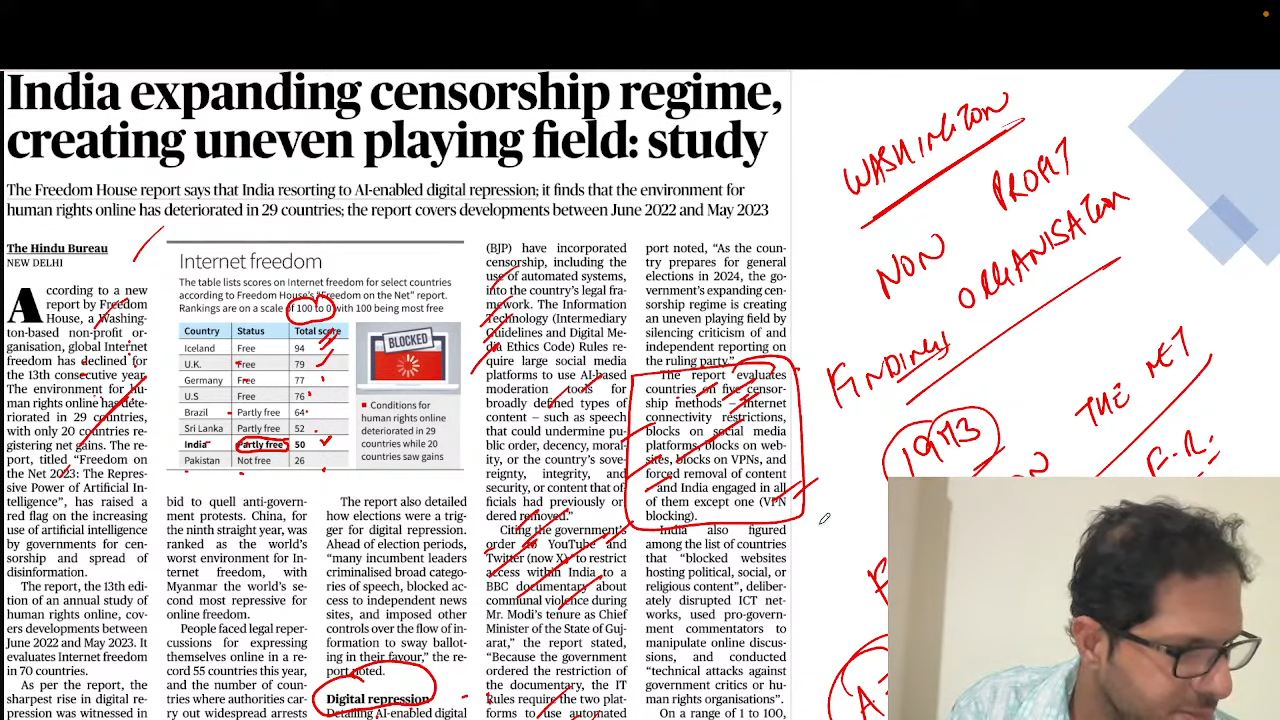 India expanding censorship regime,
creating uneven playing field: study
The Freedom House report says that India resorting to AI-enabled digital repression; it finds that the environment for
human rights online has deteriorated in 29 countries; the report covers developments between June 2022 and May 2023
The Hindu Bureau
NEW DELHI
According to a new
report by Freedom
House, a Washing-
ton-based non-profit or-
ganisation, global Internet
freedom has declined for
the 13th consecutive year.
The environment for hu-
man rights online has dete-
riorated in 29 countries,
with only 20 countries re-
gistering net gains. The re-
port, titled "Freedom on
the Net 2023: The Repres-
sive Power of Artificial In-
telligence", has raised a
red flag on the increasing
use of artificial intelligence
by governments for cen-
sorship and spread of
disinformation.
The report, the 13th edi-
tion of an annual study of
human rights online, cov-
ers developments between
June 2022 and May 2023. It
evaluates Internet freedom
in 70 countries.
As per the report, the
sharpest rise in digital re-
pression was witnessed in
Internet freedom
The table lists scores on Internet freedom for select countries
according to Freedom House's "Freedom on the Net" report.
Rankings are on a scale of 100 to 0, with 100 being most free
Country Status Total score
Iceland Free 94
U.K. Free 79
Germany Free 77
U.S Free 76
Brazil Partly free 64
Sri Lanka Partly free 52
India Partly free 50
Pakistan Not free 26
BLOCKED
Conditions for
human rights online
deteriorated in 29
countries while 20
countries saw gains
bid to quell anti-govern-
ment protests. China, for
the ninth straight year, was
ranked as the world's
worst environment for In-
ternet freedom, with
Myanmar the world's se-
cond most repressive for
online freedom.
People faced legal reper-
cussions for expressing
themselves online in a re-
cord 55 countries this year,
and the number of coun-
tries where authorities car-
ry out widespread arrests
The report also detailed
how elections were a trig-
ger for digital repression.
Ahead of election periods,
"many incumbent leaders
criminalised broad catego-
ries of speech, blocked ac-
cess to independent news
sites, and imposed other
controls over the flow of in-
formation to sway ballot-
ing in their favour," the re-
port noted.
Digital repression
Detailing AI-enabled digital
(BJP) have incorporated
censorship, including the
use of automated systems,
into the country's legal fra-
mework. The Information
Technology (Intermediary
Guidelines and Digital Me-
dia Ethics Code) Rules re-
quire large social media
platforms to use AI-based
moderation tools for
broadly defined types of
content – such as speech
that could undermine pu-
blic order, decency, morali-
ty, or the country's sove-
reignty, integrity, and
security, or content that of-
ficials had previously or-
dered removed."
Citing the government's
order to YouTube and
Twitter (now X) to restrict
access within India to a
BBC documentary about
communal violence during
Mr. Modi's tenure as Chief
Minister of the State of Guj-
arat," the report stated,
"Because the government
ordered the restriction of
the documentary, the IT
Rules require the two plat-
forms to use automated
port noted, "As the coun-
try prepares for general
elections in 2024, the go-
vernment's expanding cen-
sorship regime is creating
an uneven playing field by
silencing criticism of and
independent reporting on
the ruling party."
The report evaluates
countries on five censor-
ship methods – Internet
connectivity restrictions,
blocks on social media
platforms, blocks on web-
sites, blocks on VPNs, and
forced removal of content
– and India engaged in all
of them except one (VPN
blocking).
India also figured
among the list of countries
that "blocked websites
hosting political, social, or
religious content", deliber-
ately disrupted ICT net-
works, used pro-govern-
ment commentators to
manipulate online discus-
sions, and conducted
"technical attacks against
government critics or hu-
man rights organisations".
On a range of 1 to 100,
WASHINGTON
NON PROFIT
ORGANISATION
FINDINGS
THE NET
1973
F.R.